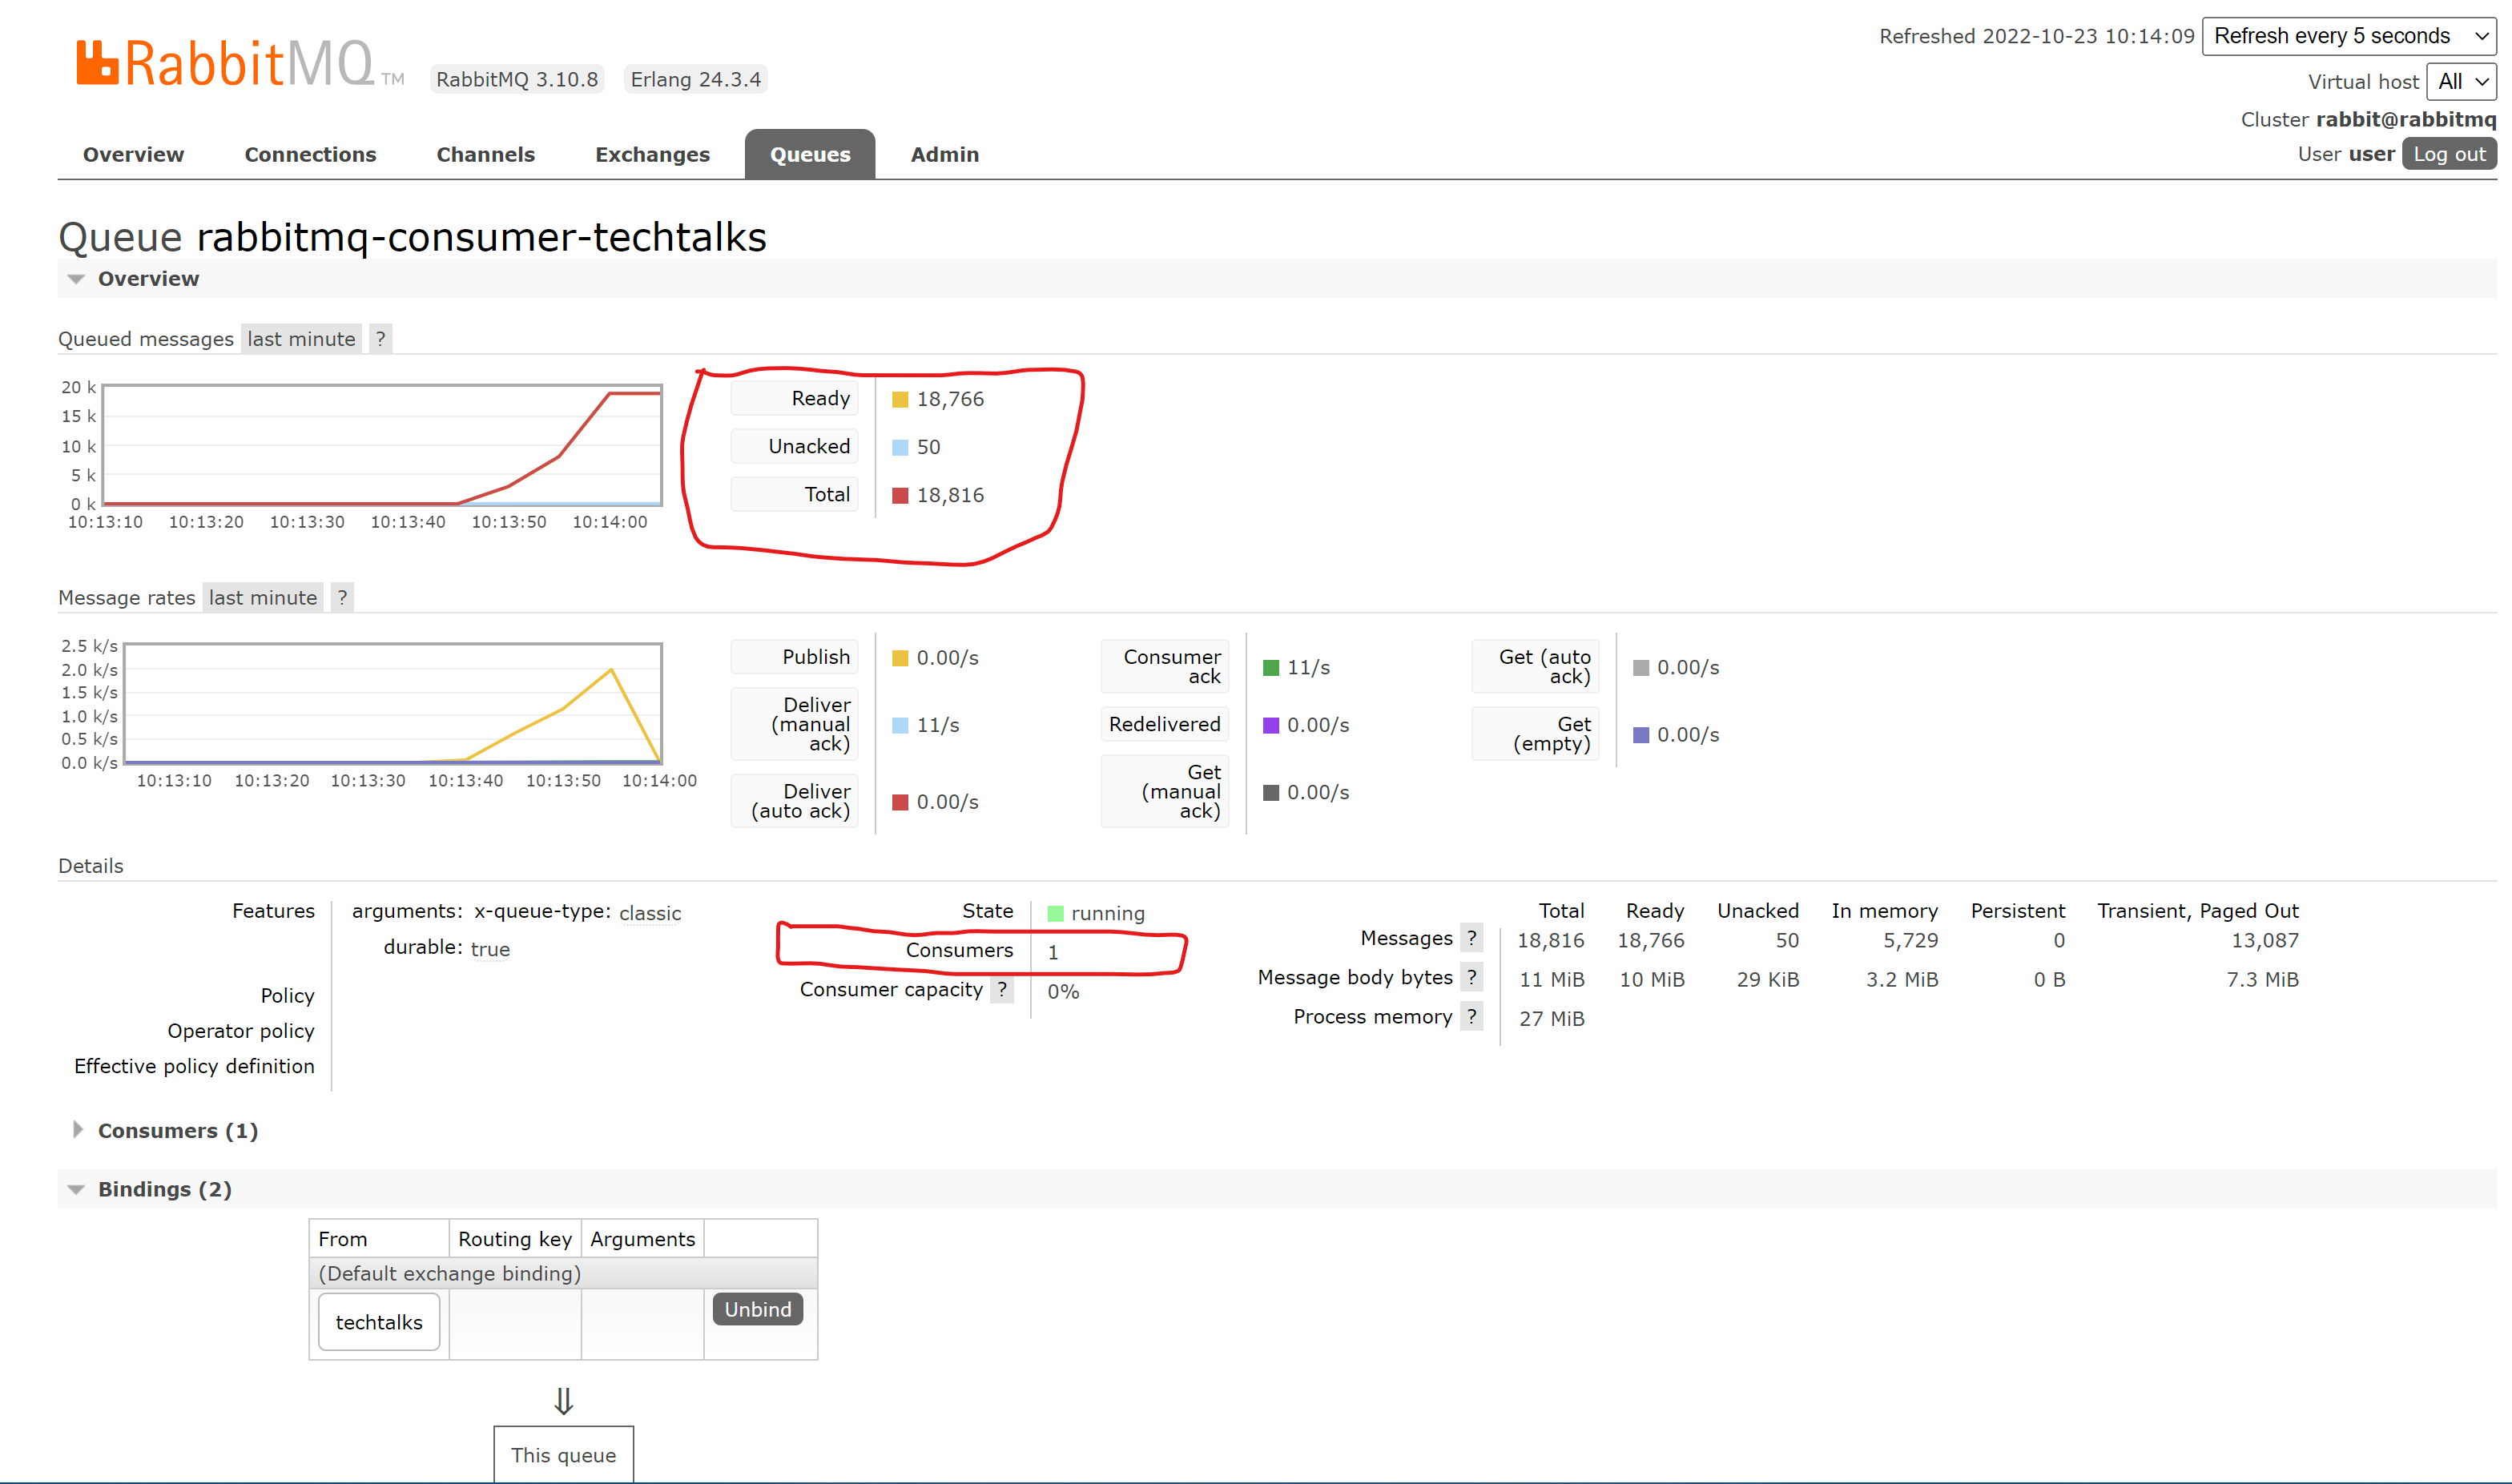 RabbitMQ TM RabbitMQ 3.10.8 Erlang 24.3.4
Refreshed 2022-10-23 10:14:09 Refresh every 5 seconds
Virtual host All
Cluster rabbit@rabbitmq
User user Log out
Overview Connections Channels Exchanges Queues Admin
Queue rabbitmq-consumer-techtalks
Overview
Queued messages last minute ?
20 k
15 k
10 k
5 k
0 k
10:13:10 10:13:20 10:13:30 10:13:40 10:13:50 10:14:00
Ready 18,766
Unacked 50
Total 18,816
Message rates last minute ?
2.5 k/s
2.0 k/s
1.5 k/s
1.0 k/s
0.5 k/s
0.0 k/s
10:13:10 10:13:20 10:13:30 10:13:40 10:13:50 10:14:00
Publish 0.00/s
Deliver
(manual
ack)
11/s
Deliver
(auto ack)
0.00/s
Consumer
ack
11/s
Redelivered 0.00/s
Get
(manual
ack)
0.00/s
Get (auto
ack)
0.00/s
Get
(empty)
0.00/s
Details
Features arguments: x-queue-type: classic
durable: true
Policy
Operator policy
Effective policy definition
State running
Consumers 1
Consumer capacity ? 0%
Total Ready Unacked In memory Persistent Transient, Paged Out
Messages ? 18,816 18,766 50 5,729 0 13,087
Message body bytes ? 11 MiB 10 MiB 29 KiB 3.2 MiB 0 B 7.3 MiB
Process memory ? 27 MiB
Consumers (1)
Bindings (2)
From Routing key Arguments
(Default exchange binding)
techtalks Unbind
⇓
This queue